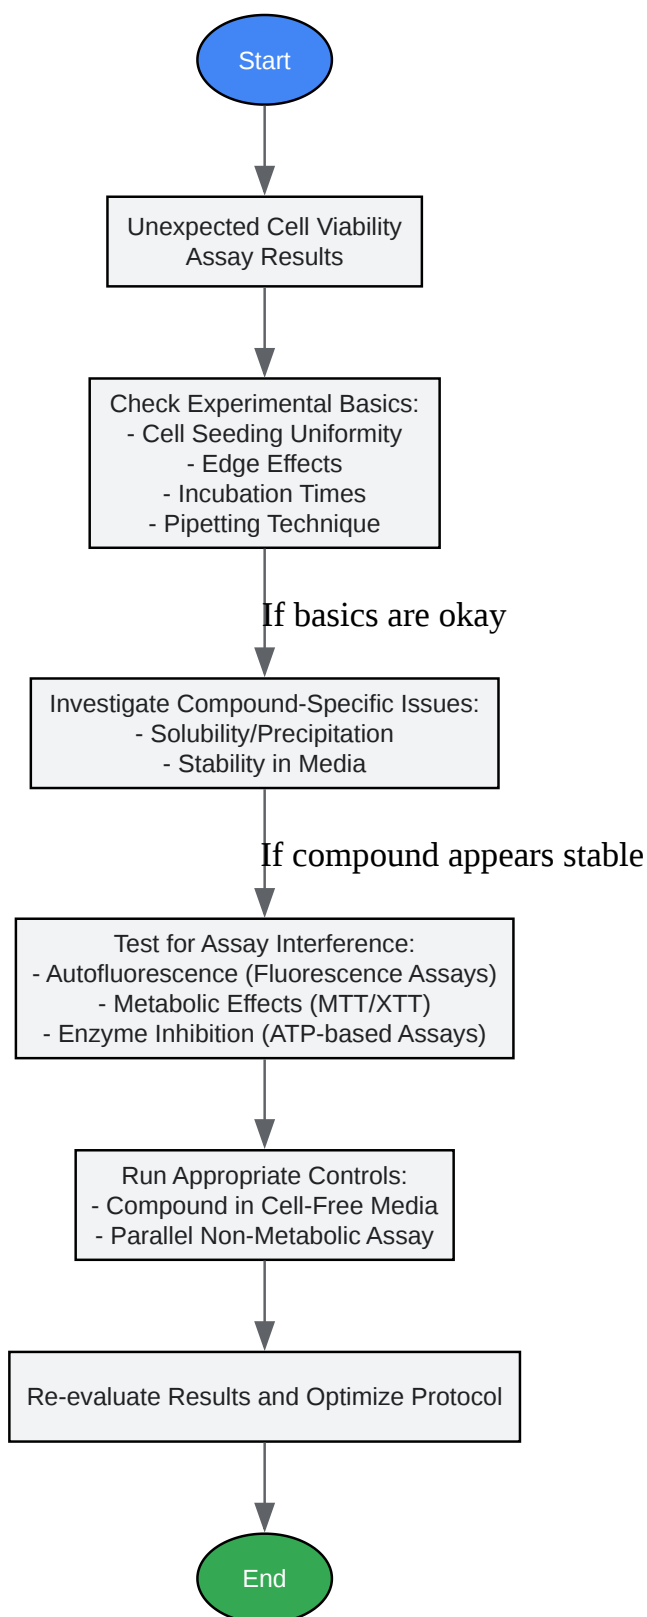 Start
Unexpected Cell Viability
Assay Results
Check Experimental Basics:
- Cell Seeding Uniformity
- Edge Effects
- Incubation Times
- Pipetting Technique
If basics are okay
Investigate Compound-Specific Issues:
- Solubility/Precipitation
- Stability in Media
If compound appears stable
Test for Assay Interference:
- Autofluorescence (Fluorescence Assays)
- Metabolic Effects (MTT/XTT)
- Enzyme Inhibition (ATP-based Assays)
Run Appropriate Controls:
- Compound in Cell-Free Media
- Parallel Non-Metabolic Assay
Re-evaluate Results and Optimize Protocol
End